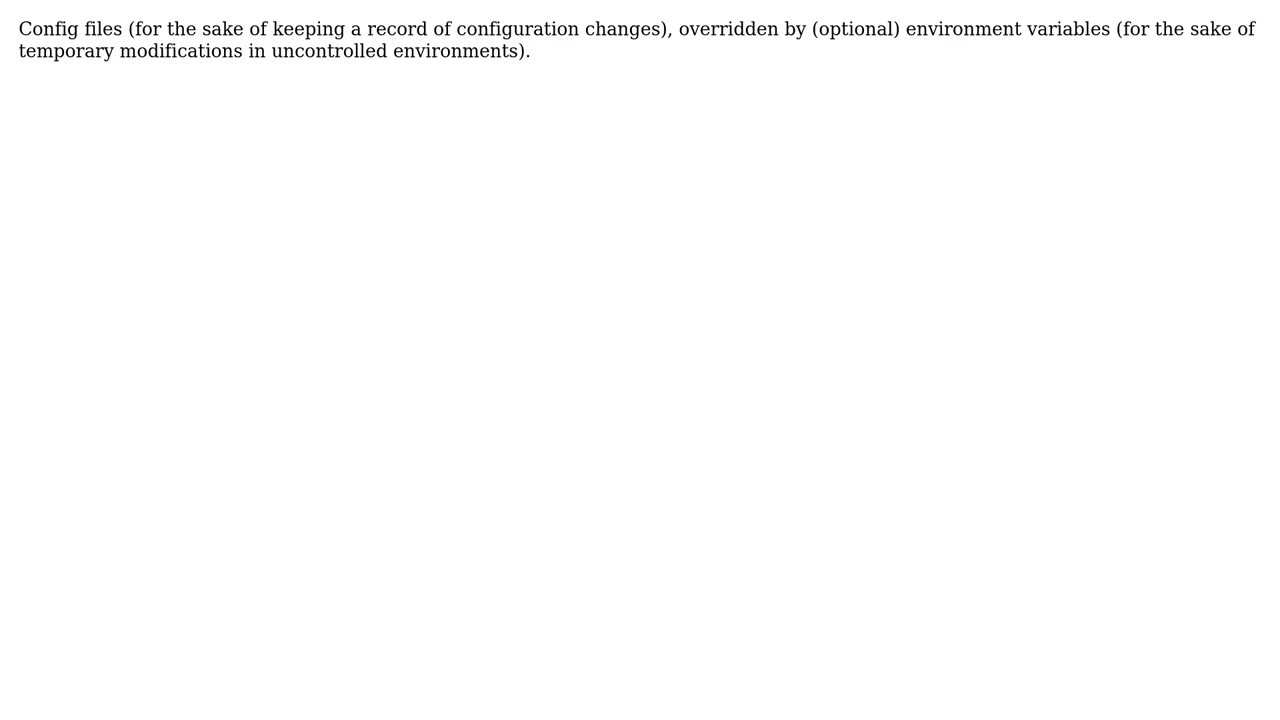 Config files (for the sake of keeping a record of configuration changes), overridden by (optional) environment variables (for the sake of
temporary modifications in uncontrolled environments).